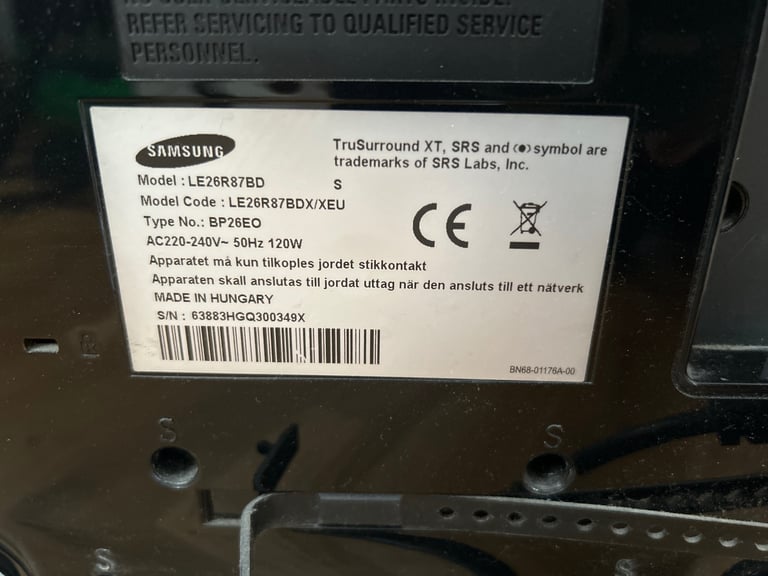 REFER SERVICING TO QUALIFIED SERVICE
PERSONNEL.
SAMSUNG
TruSurround XT, SRS and (●) symbol are
trademarks of SRS Labs, Inc.
Model : LE26R87BD S
Model Code : LE26R87BDX/XEU
Type No.: BP26EO
AC220-240V~ 50Hz 120W
Apparatet må kun tilkoples jordet stikkontakt
Apparaten skall anslutas till jordat uttag när den ansluts till ett nätverk
MADE IN HUNGARY
S/N : 63883HGQ300349X
BN68-01176A-00
S
S
S
S